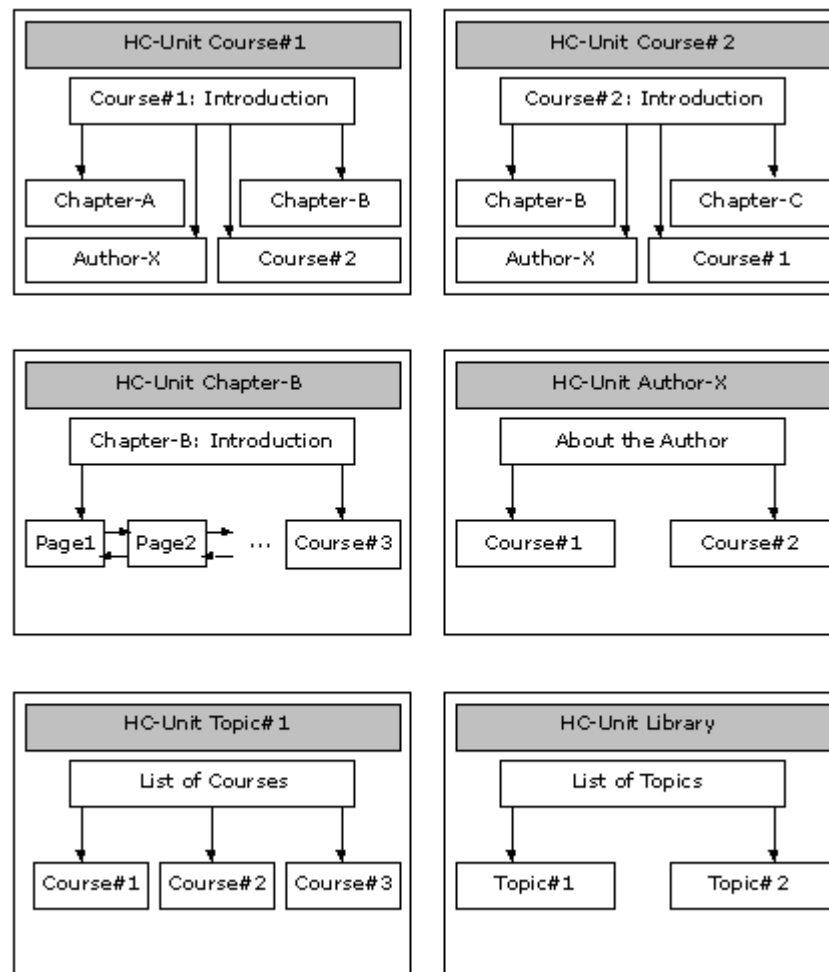 HC-Unit Course#1
Course#1: Introduction
Chapter-A
Chapter-B
Author-X
Course#2
HC-Unit Course#2
Course#2: Introduction
Chapter-B
Chapter-C
Author-X
Course#1
HC-Unit Chapter-B
Chapter-B: Introduction
Page1
Page2
...
Course#3
HC-Unit Author-X
About the Author
Course#1
Course#2
HC-Unit Topic#1
List of Courses
Course#1
Course#2
Course#3
HC-Unit Library
List of Topics
Topic#1
Topic#2